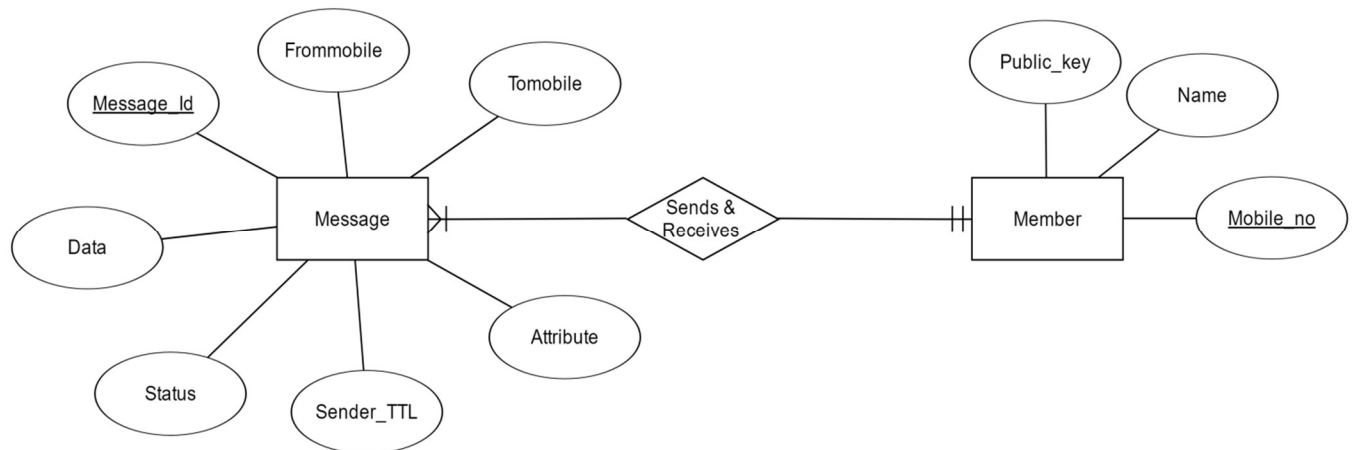 Frommobile
Tomobile
Message_Id
Message
Data
Status
Sender_TTL
Attribute
Sends &
Receives
Public_key
Name
Member
Mobile_no